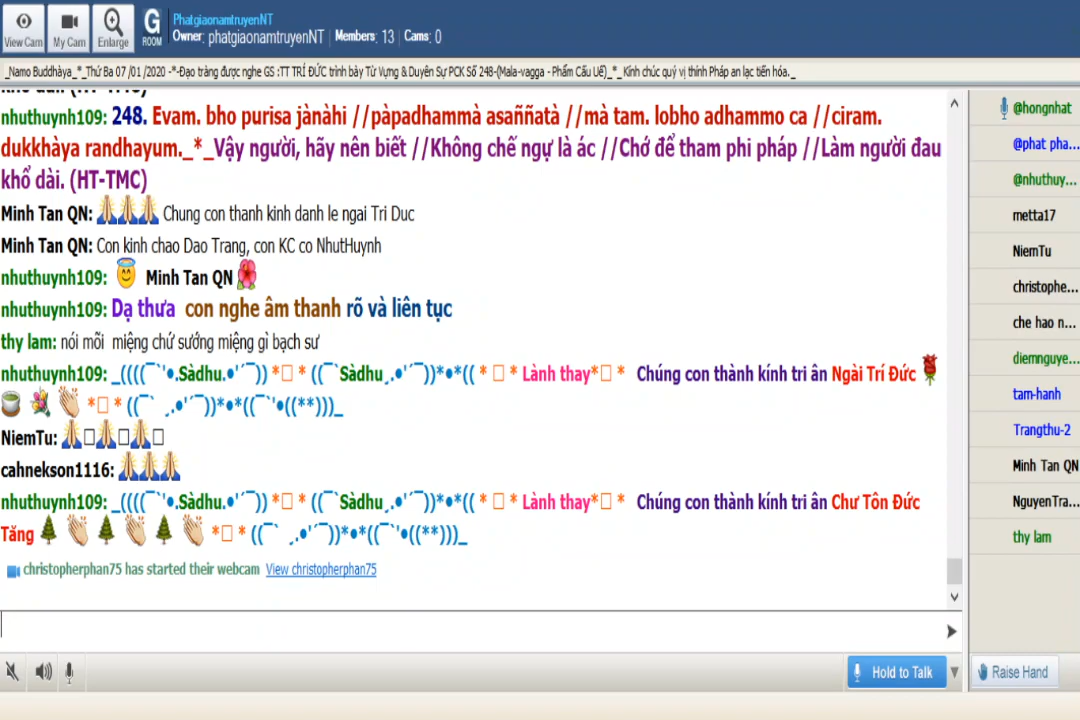 View Cam
My Cam
Enlarge
G
ROOM
PhatgiaonamtruyenNT
Owner: phatgiaonamtruyenNT | Members: 13 | Cams: 0
_Namo Buddhàya_*_Thứ Ba 07 /01 /2020 -*-Đạo tràng được nghe GS :TT TRÍ ĐỨC trình bày Từ Vựng & Duyên Sự PCK Số 248-(Mala-vagga - Phẩm Cấu Uế)_*_ Kính chúc quý vị thính Pháp an lạc tiến hóa._
nhuthuynh109: 248. Evam. bho purisa jànàhi //pàpadhammà asaññatà //mà tam. lobho adhammo ca //ciram.
dukkhàya randhayum._*_Vậy người, hãy nên biết //Không chế ngự là ác //Chớ để tham phi pháp //Làm người đau
khổ dài. (HT-TMC)
Minh Tan QN: 🙏🙏🙏 Chung con thanh kinh danh le ngai Tri Duc
Minh Tan QN: Con kinh chao Dao Trang, con KC co NhutHuynh
nhuthuynh109: 😇 Minh Tan QN 🌺
nhuthuynh109: Dạ thưa con nghe âm thanh rõ và liên tục
thy lam: nói mỗi miệng chứ sướng miệng gì bạch sư
nhuthuynh109: _((((¯`'•.Sàdhu.•'´¯)) *□ * ((¯`Sàdhu¸.•'´¯))*•*(( * □ * Lành thay*□ * Chúng con thành kính tri ân Ngài Trí Đức 🌹
🍵 💐 👏 *□ * ((¯` ¸.•'´¯))*•*((¯`'•((**)))_
NiemTu: 🙏□🙏□🙏□
cahnekson1116: 🙏🙏🙏
nhuthuynh109: _((((¯`'•.Sàdhu.•'´¯)) *□ * ((¯`Sàdhu¸.•'´¯))*•*(( * □ * Lành thay*□ * Chúng con thành kính tri ân Chư Tôn Đức
Tăng 🌲 👏 🌲 👏 🌲 👏 *□ * ((¯` ¸.•'´¯))*•*((¯`'•((**)))_
christopherphan75 has started their webcam View christopherphan75
@hongnhat
@phat pha...
@nhuthuy...
metta17
NiemTu
christophe...
che hao n...
diemnguye...
tam-hanh
Trangthu-2
Minh Tan QN
NguyenTra...
thy lam
Hold to Talk
Raise Hand